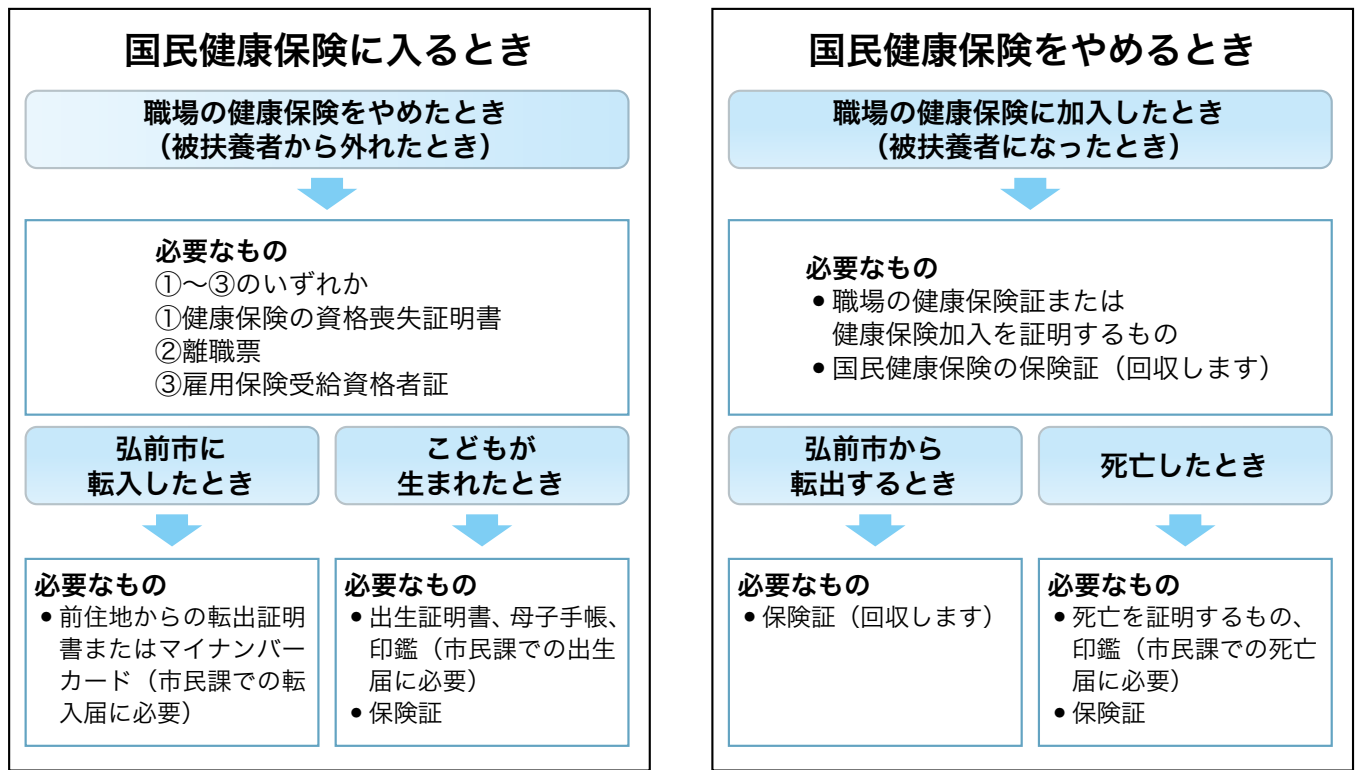 国民健康保険に入るとき
職場の健康保険をやめたとき
（被扶養者から外れたとき）
必要なもの
①～③のいずれか
①健康保険の資格喪失証明書
②離職票
③雇用保険受給資格者証
弘前市に
転入したとき
必要なもの
●前住地からの転出証明
書またはマイナンバー
カード（市民課での転
入届に必要）
こどもが
生まれたとき
必要なもの
●出生証明書、母子手帳、
印鑑（市民課での出生
届に必要）
●保険証
国民健康保険をやめるとき
職場の健康保険に加入したとき
（被扶養者になったとき）
必要なもの
●職場の健康保険証または
健康保険加入を証明するもの
●国民健康保険の保険証（回収します）
弘前市から
転出するとき
必要なもの
●保険証（回収します）
死亡したとき
必要なもの
●死亡を証明するもの、
印鑑（市民課での死亡
届に必要）
●保険証